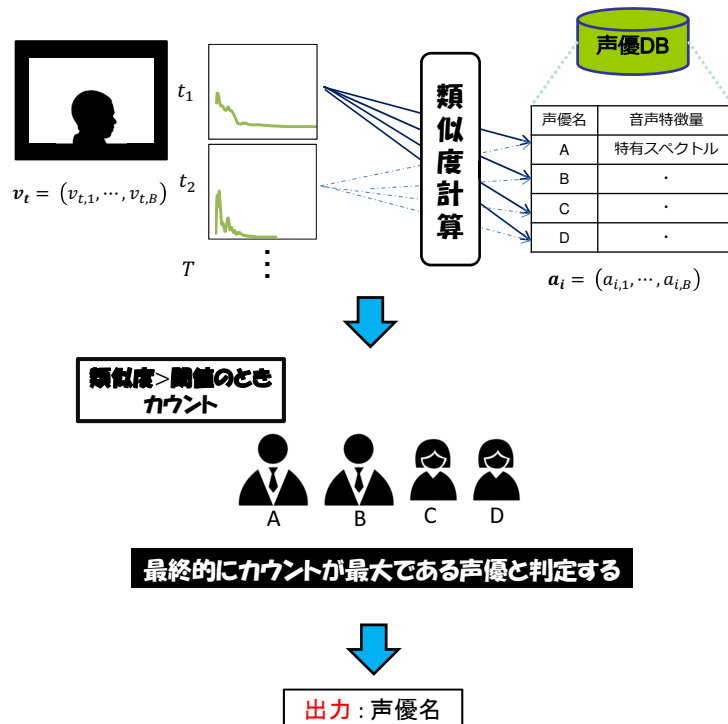 声優DB
t₁
類似度計算
声優名 音声特徴量
A 特有スペクトル
B ・
C ・
D ・
t₂
𝒗𝒕 = (v_{t,1}, ⋯, v_{t,B})
T
⋮
𝒂𝒊 = (a_{i,1}, ⋯, a_{i,B})
類似度>閾値のとき
カウント
A B C D
最終的にカウントが最大である声優と判定する
出力 : 声優名